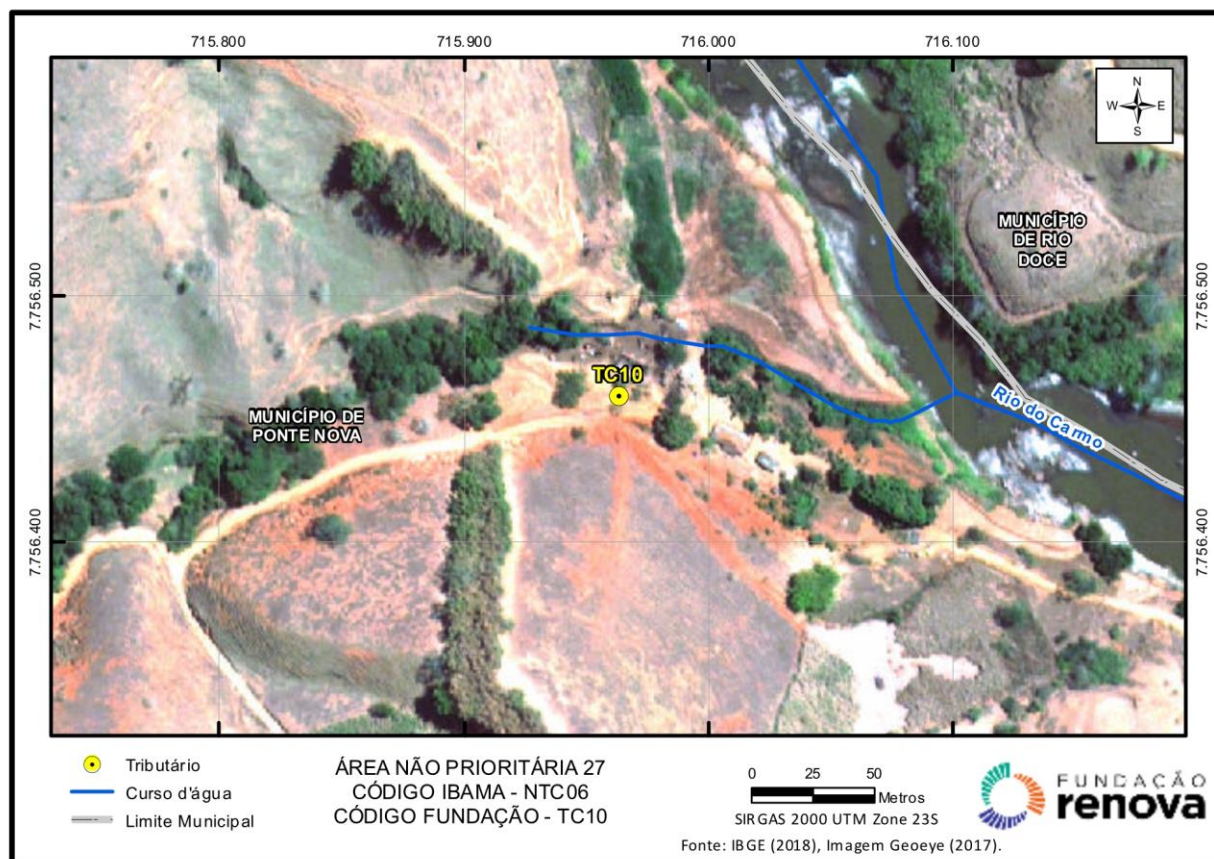 715.800
715.900
716.000
716.100
N
W E
S
MUNICÍPIO
DE RIO
DOCE
7.756.500
7.756.500
TC10
MUNICÍPIO DE
PONTE NOVA
Rio do Carmo
7.756.400
7.756.400
Tributário
Curso d'água
Limite Municipal
ÁREA NÃO PRIORITÁRIA 27
CÓDIGO IBAMA - NTC06
CÓDIGO FUNDAÇÃO - TC10
0 25 50
Metros
SIRGAS 2000 UTM Zone 23S
FUNDAÇÃO
renova
Fonte: IBGE (2018), Imagem Geoeye (2017).